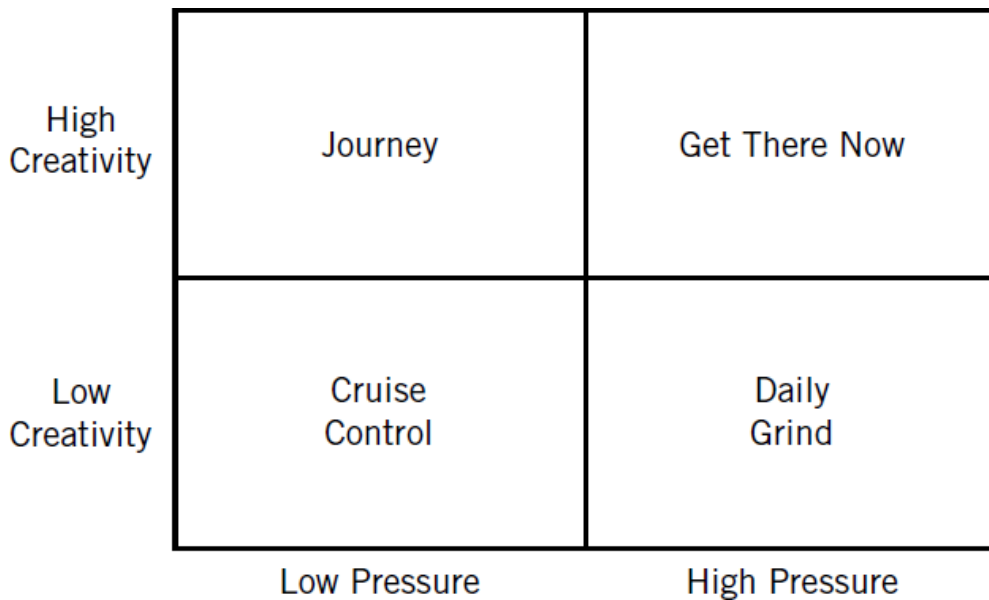 High
Creativity
Journey
Get There Now
Low
Creativity
Cruise
Control
Daily
Grind
Low Pressure
High Pressure